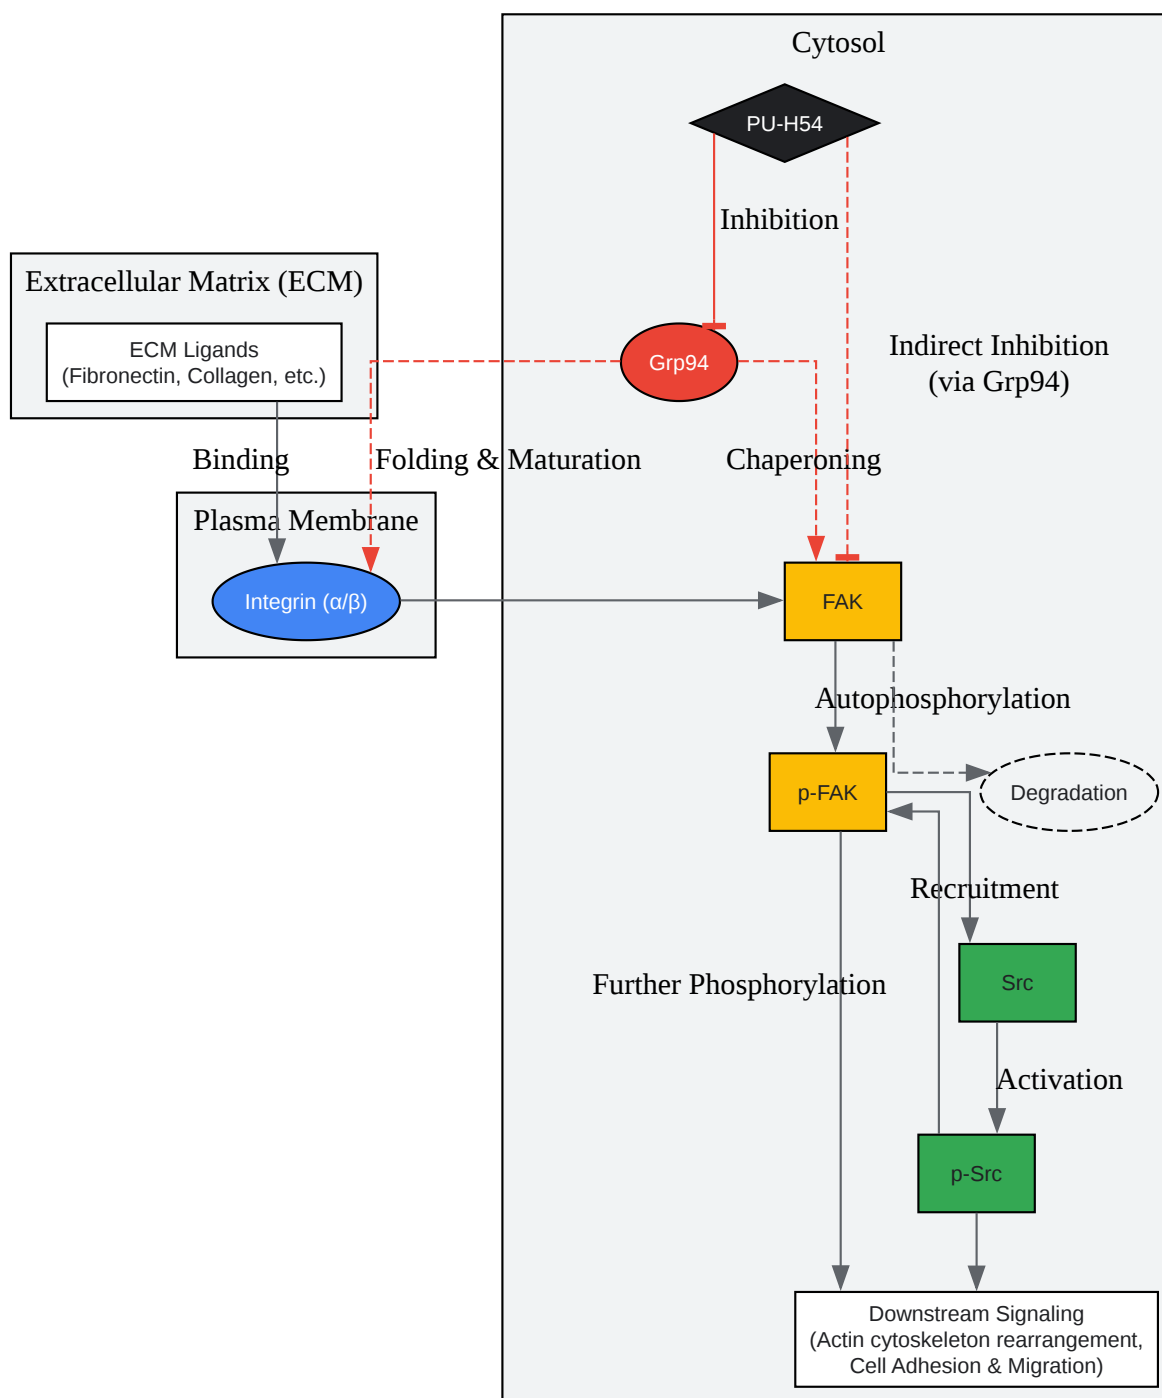 Cytosol
PU-H54
Inhibition
Extracellular Matrix (ECM)
ECM Ligands
(Fibronectin, Collagen, etc.)
Grp94
Indirect Inhibition
(via Grp94)
Binding
Folding & Maturation
Chaperoning
Plasma Membrane
Integrin (α/β)
FAK
Autophosphorylation
p-FAK
Degradation
Recruitment
Further Phosphorylation
Src
Activation
p-Src
Downstream Signaling
(Actin cytoskeleton rearrangement,
Cell Adhesion & Migration)